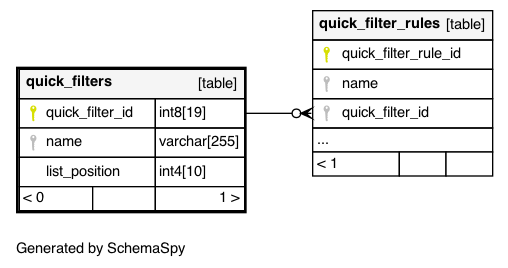 quick_filters [table]
quick_filter_id int8[19]
name varchar[255]
list_position int4[10]
< 0 1 >
quick_filter_rules [table]
quick_filter_rule_id
name
quick_filter_id
...
< 1
Generated by SchemaSpy